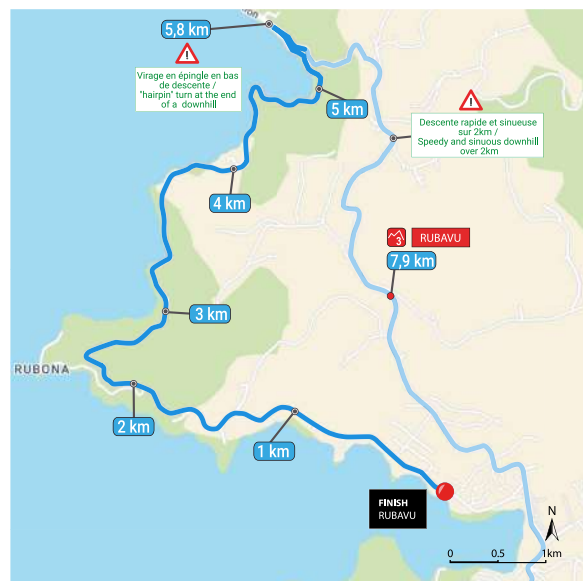 5,8 km
Virage en épingle en bas
de descente /
"hairpin" turn at the end
of a downhill
5 km
Descente rapide et sinueuse
sur 2km /
Speedy and sinuous downhill
over 2km
4 km
3 RUBAVU
7,9 km
3 km
RUBONA
2 km
1 km
FINISH
RUBAVU
N
0 0.5 1km